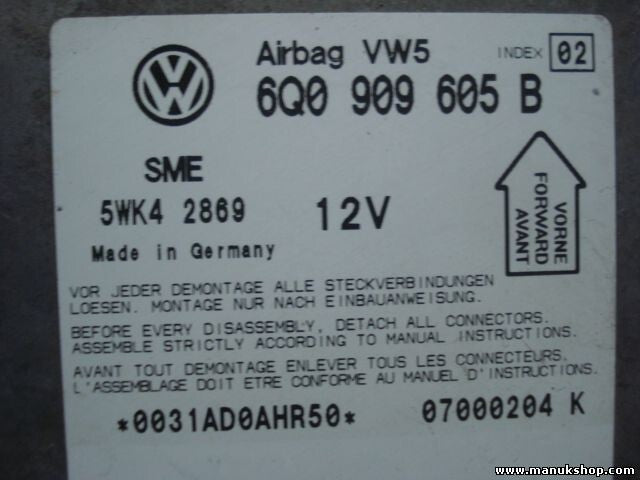 Airbag VW5 INDEX 02
6Q0 909 605 B
SME
5WK4 2869 12V
Made in Germany
VORNE
FORWARD
AVANT
VOR JEDER DEMONTAGE ALLE STECKVERBINDUNGEN
LOESEN. MONTAGE NUR NACH EINBAUANWEISUNG.
BEFORE EVERY DISASSEMBLY, DETACH ALL CONNECTORS.
ASSEMBLE STRICTLY ACCORDING TO MANUAL INSTRUCTIONS.
AVANT TOUT DEMONTAGE ENLEVER TOUS LES CONNECTEURS.
L'ASSEMBLAGE DOIT ETRE CONFORME AU MANUEL D'INSTRUCTIONS.
*0031AD0AHR50* 07000204 K
www.manukshop.com